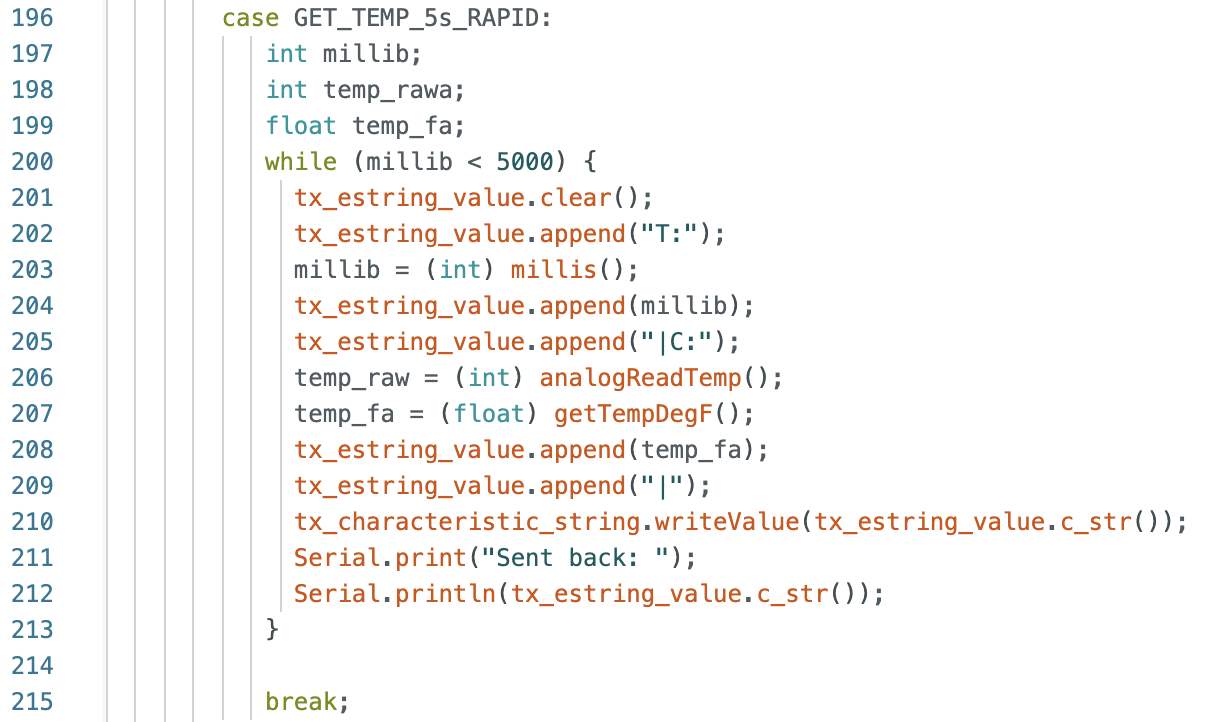 196 case GET_TEMP_5s_RAPID:
197 int millib;
198 int temp_rawa;
199 float temp_fa;
200 while (millib < 5000) {
201 tx_estring_value.clear();
202 tx_estring_value.append("T:");
203 millib = (int) millis();
204 tx_estring_value.append(millib);
205 tx_estring_value.append("|C:");
206 temp_raw = (int) analogReadTemp();
207 temp_fa = (float) getTempDegF();
208 tx_estring_value.append(temp_fa);
209 tx_estring_value.append("|");
210 tx_characteristic_string.writeValue(tx_estring_value.c_str());
211 Serial.print("Sent back: ");
212 Serial.println(tx_estring_value.c_str());
213 }
214
215 break;